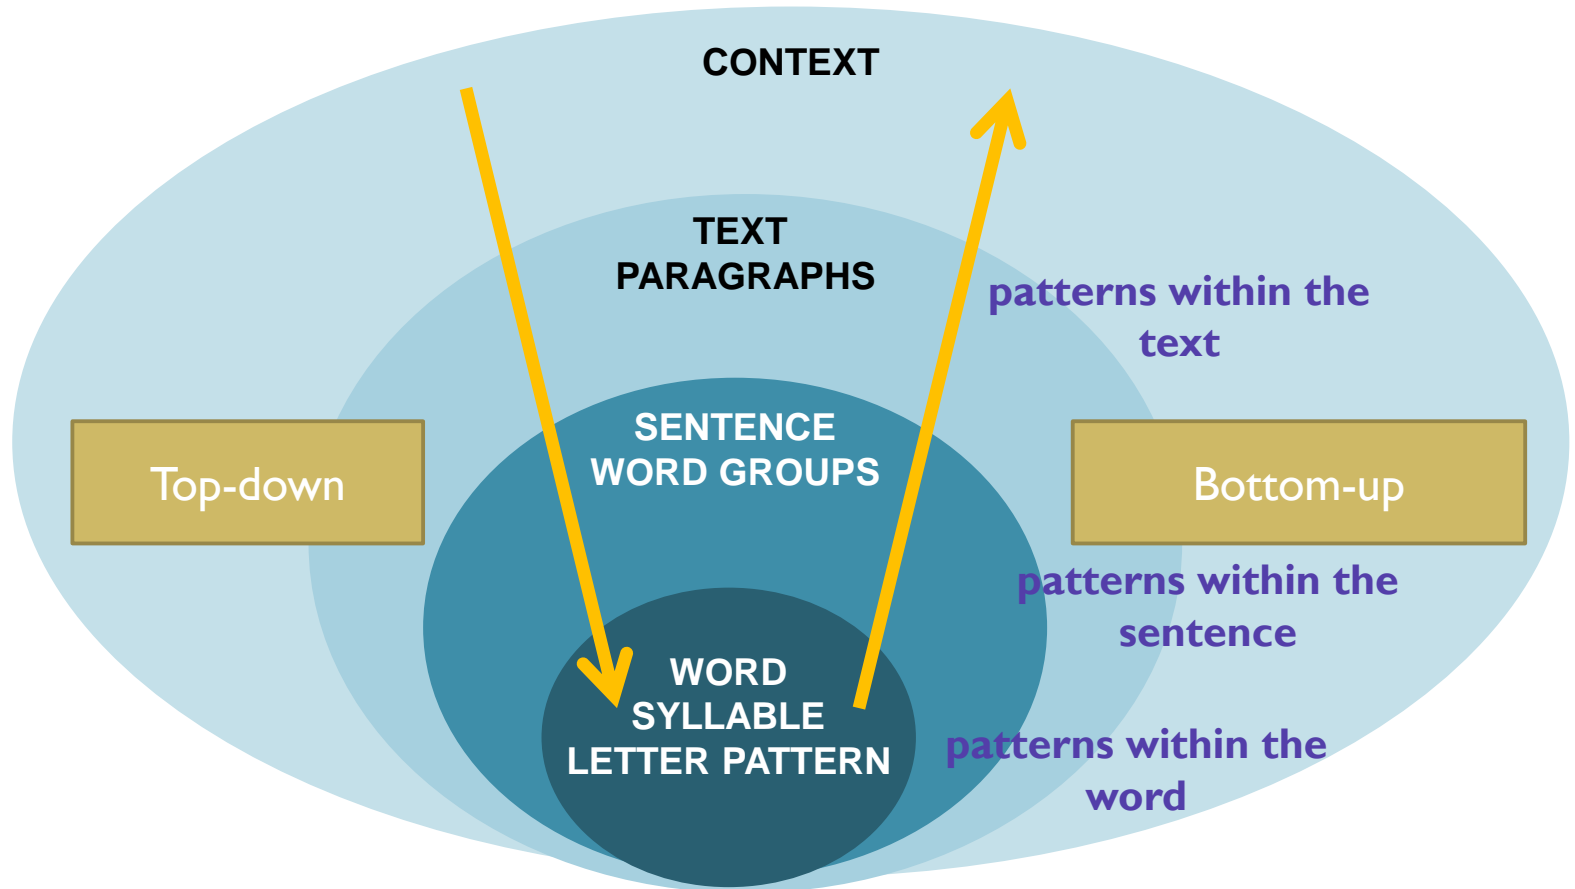 CONTEXT
TEXT
PARAGRAPHS
patterns within the
text
SENTENCE
WORD GROUPS
Top-down
Bottom-up
patterns within the
sentence
WORD
SYLLABLE
LETTER PATTERN
patterns within the
word